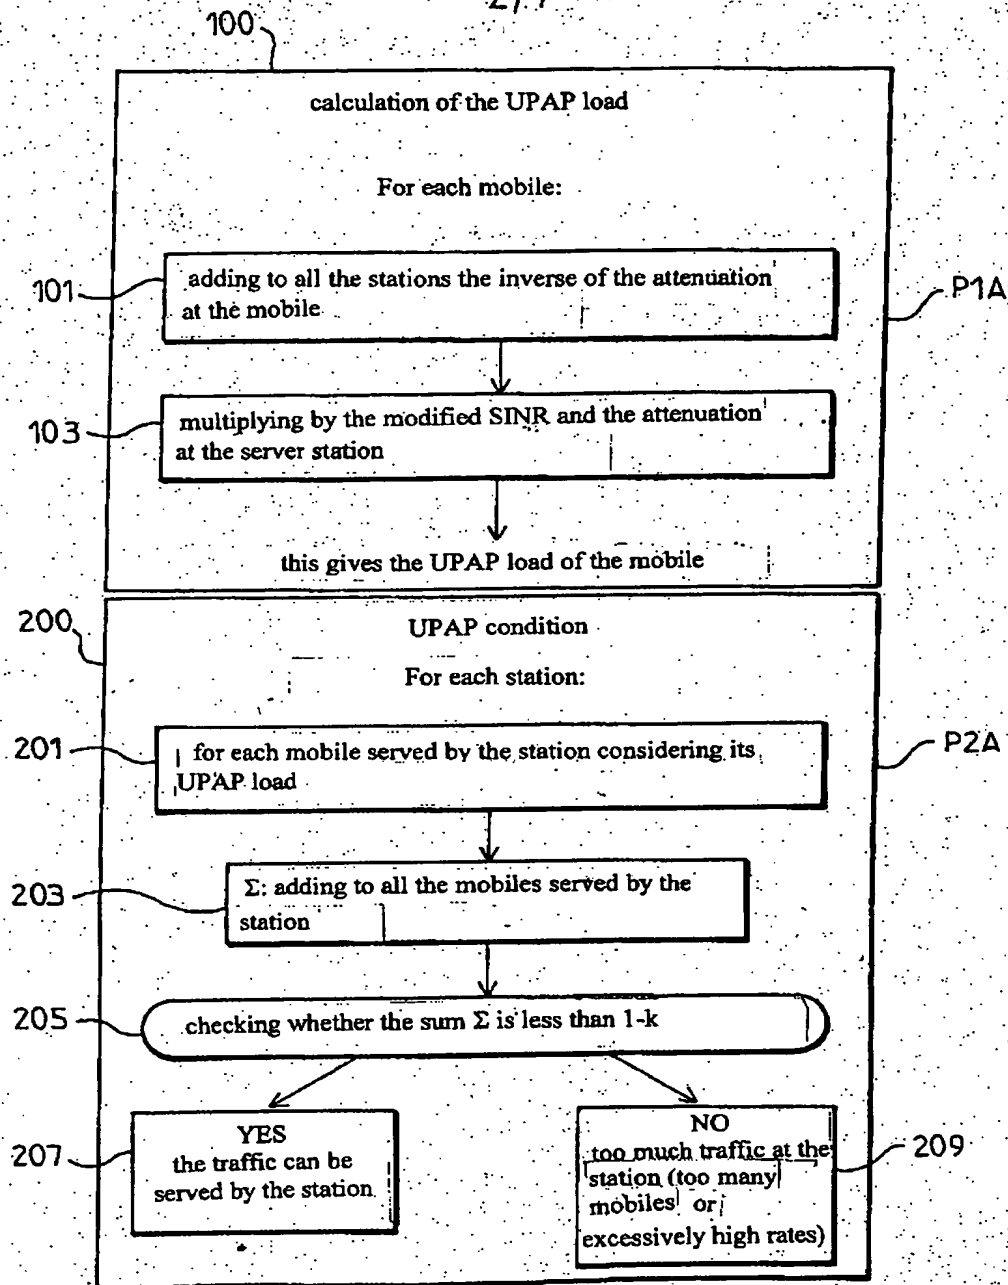 100
calculation of the UPAP load
For each mobile:
101
adding to all the stations the inverse of the attenuation
at the mobile
P1A
103
multiplying by the modified SINR and the attenuation
at the server station
this gives the UPAP load of the mobile
200
UPAP condition
For each station:
201
for each mobile served by the station considering its
UPAP load
P2A
203
Σ: adding to all the mobiles served by the
station
205
checking whether the sum Σ is less than 1-k
207
YES
the traffic can be
served by the station
NO
too much traffic at the
station (too many
mobiles or
excessively high rates)
209